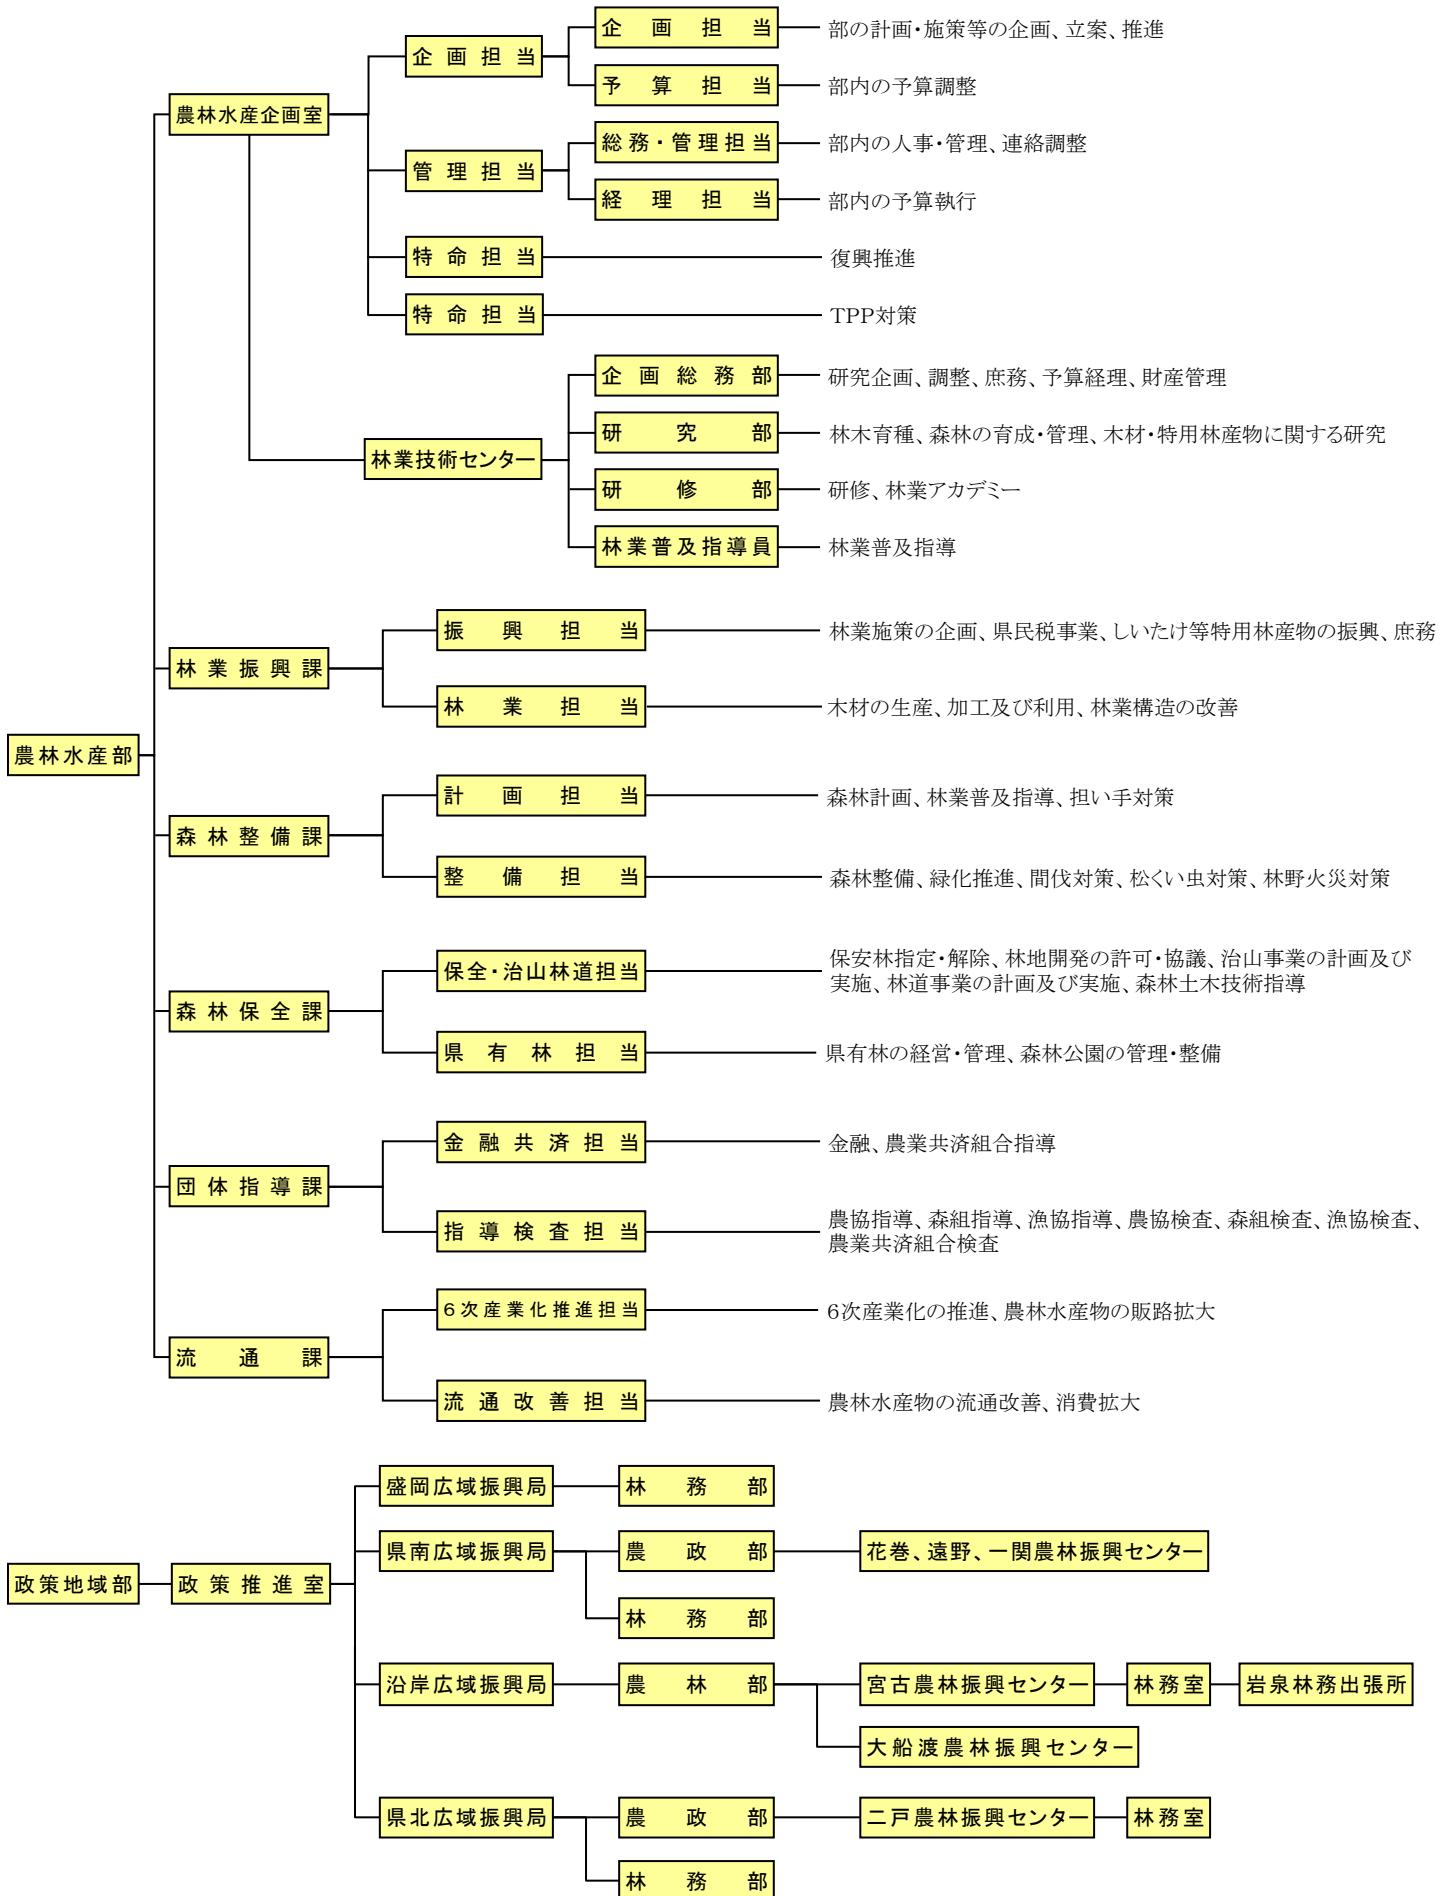 企画担当
部の計画・施策等の企画、立案、推進
企画担当
予算担当
部内の予算調整
農林水産企画室
総務・管理担当
部内の人事・管理、連絡調整
管理担当
経理担当
部内の予算執行
特命担当
復興推進
特命担当
TPP対策
企画総務部
研究企画、調整、庶務、予算経理、財産管理
研究部
林木育種、森林の育成・管理、木材・特用林産物に関する研究
林業技術センター
研修部
研修、林業アカデミー
林業普及指導員
林業普及指導
振興担当
林業施策の企画、県民税事業、しいたけ等特用林産物の振興、庶務
林業振興課
林業担当
木材の生産、加工及び利用、林業構造の改善
農林水産部
計画担当
森林計画、林業普及指導、担い手対策
森林整備課
整備担当
森林整備、緑化推進、間伐対策、松くい虫対策、林野火災対策
保全・治山林道担当
保安林指定・解除、林地開発の許可・協議、治山事業の計画及び
実施、林道事業の計画及び実施、森林土木技術指導
森林保全課
県有林担当
県有林の経営・管理、森林公園の管理・整備
金融共済担当
金融、農業共済組合指導
団体指導課
指導検査担当
農協指導、森組指導、漁協指導、農協検査、森組検査、漁協検査、
農業共済組合検査
6次産業化推進担当
6次産業化の推進、農林水産物の販路拡大
流通課
流通改善担当
農林水産物の流通改善、消費拡大
盛岡広域振興局
林務部
県南広域振興局
農政部
花巻、遠野、一関農林振興センター
政策地域部
政策推進室
林務部
沿岸広域振興局
農林部
宮古農林振興センター
林務室
岩泉林務出張所
大船渡農林振興センター
県北広域振興局
農政部
二戸農林振興センター
林務室
林務部